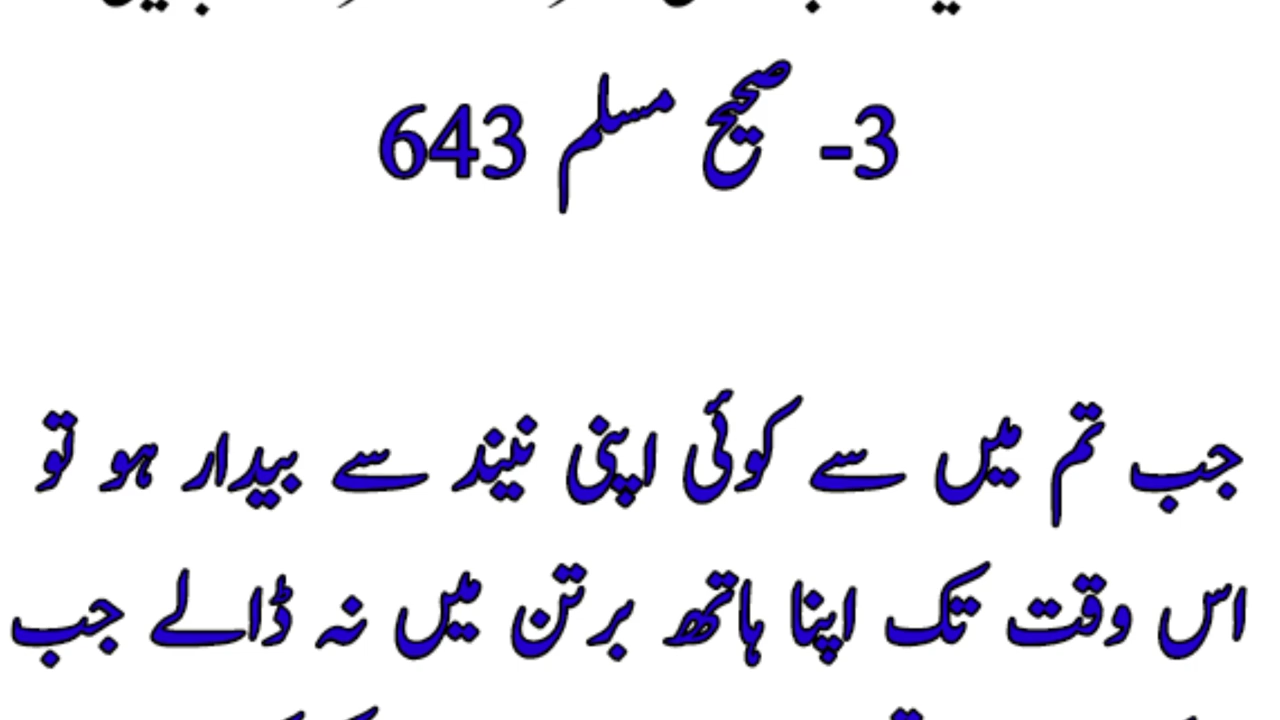 3- صحیح مسلم 643
جب تم میں سے کوئی اپنی نیند سے بیدار ہو تو
اس وقت تک اپنا ہاتھ برتن میں نہ ڈالے جب